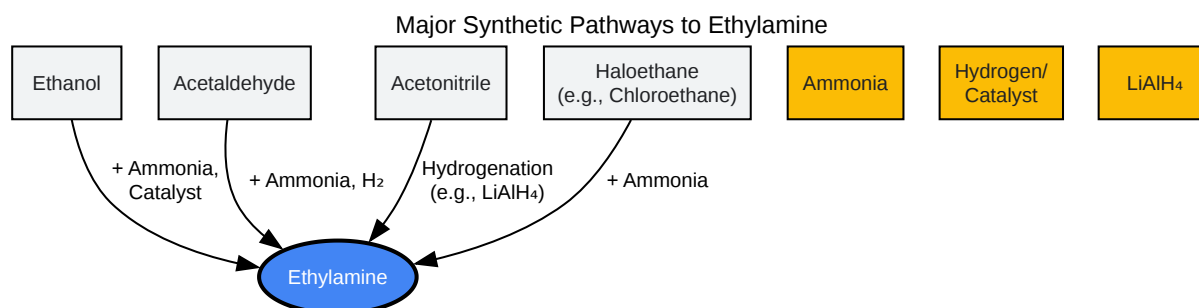 Major Synthetic Pathways to Ethylamine
Ethanol
Acetaldehyde
Acetonitrile
Haloethane
(e.g., Chloroethane)
Ammonia
Hydrogen/
Catalyst
LiAlH₄
+ Ammonia,
Catalyst
+ Ammonia, H₂
Hydrogenation
(e.g., LiAlH₄)
+ Ammonia
Ethylamine